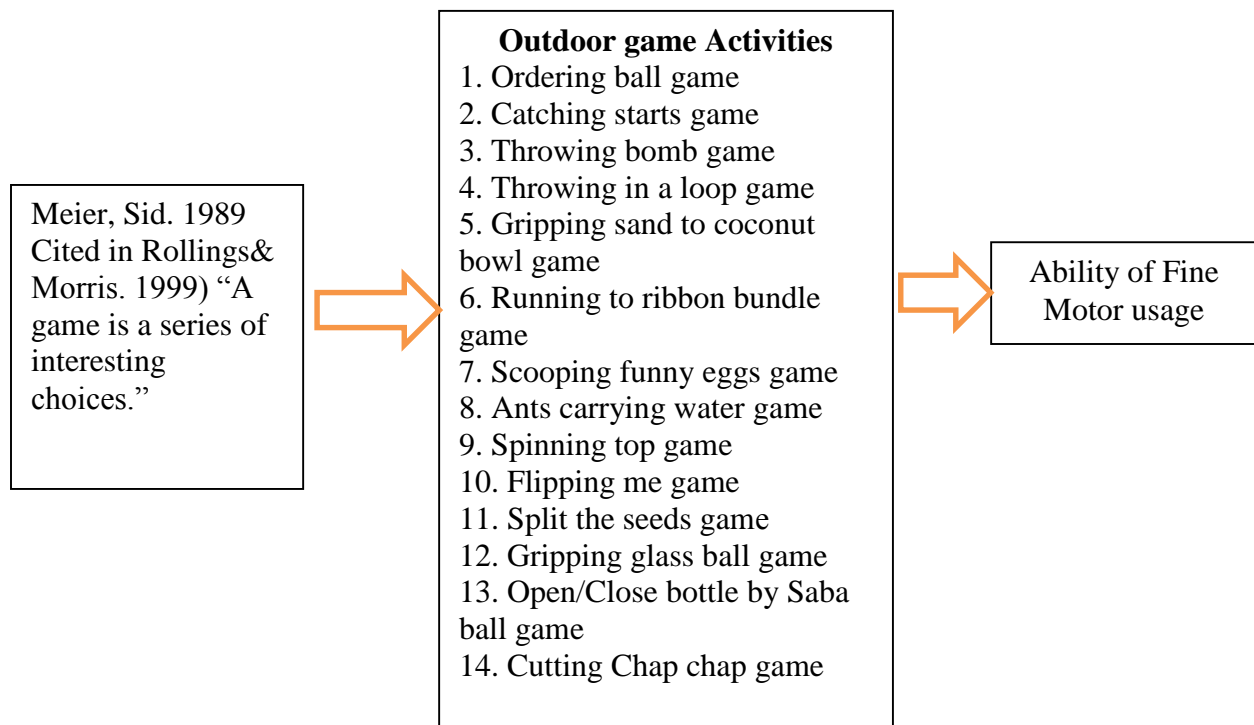 Meier, Sid. 1989
Cited in Rollings&
Morris. 1999) “A
game is a series of
interesting
choices.”
Outdoor game Activities
1. Ordering ball game
2. Catching starts game
3. Throwing bomb game
4. Throwing in a loop game
5. Gripping sand to coconut
bowl game
6. Running to ribbon bundle
game
7. Scooping funny eggs game
8. Ants carrying water game
9. Spinning top game
10. Flipping me game
11. Split the seeds game
12. Gripping glass ball game
13. Open/Close bottle by Saba
ball game
14. Cutting Chap chap game
Ability of Fine
Motor usage